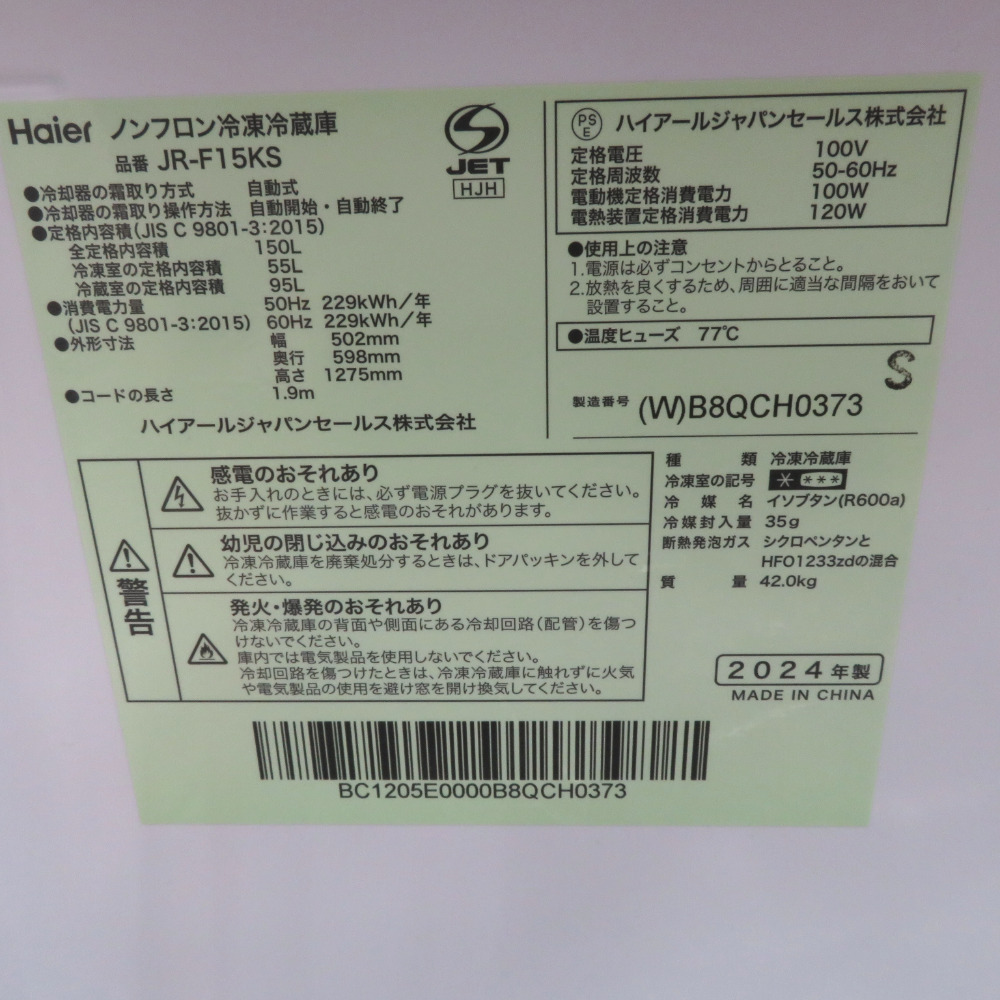 Haier ノンフロン冷凍冷蔵庫
品番 JR-F15KS
●冷却器の霜取り方式 自動式
●冷却器の霜取り操作方法 自動開始・自動終了
●定格内容積(JIS C 9801-3:2015)
全定格内容積 150L
冷凍室の定格内容積 55L
冷蔵室の定格内容積 95L
●消費電力量 50Hz 229kWh/年
(JIS C 9801-3:2015) 60Hz 229kWh/年
●外形寸法 幅 502mm
奥行 598mm
高さ 1275mm
●コードの長さ 1.9m
ハイアールジャパンセールス株式会社
S
JET
HJH
PS
E
ハイアールジャパンセールス株式会社
定格電圧 100V
定格周波数 50-60Hz
電動機定格消費電力 100W
電熱装置定格消費電力 120W
●使用上の注意
1.電源は必ずコンセントからとること。
2.放熱を良くするため、周囲に適当な間隔をおいて
設置すること。
●温度ヒューズ 77℃
S
製造番号 (W)B8QCH0373
警告
感電のおそれあり
お手入れのときには、必ず電源プラグを抜いてください。
抜かずに作業すると感電のおそれがあります。
幼児の閉じ込みのおそれあり
冷凍冷蔵庫を廃棄処分するときは、ドアパッキンを外して
ください。
発火・爆発のおそれあり
冷凍冷蔵庫の背面や側面にある冷却回路(配管)を傷つ
けないでください。
庫内では電気製品を使用しないでください。
冷却回路を傷つけたときは、冷凍冷蔵庫に触れずに火気
や電気製品の使用を避け窓を開け換気してください。
種類 冷凍冷蔵庫
冷凍室の記号 * ***
冷媒名 イソブタン(R600a)
冷媒封入量 35g
断熱発泡ガス シクロペンタンと
HFO1233zdの混合
質量 42.0kg
2024年製
MADE IN CHINA
BC1205E0000B8QCH0373